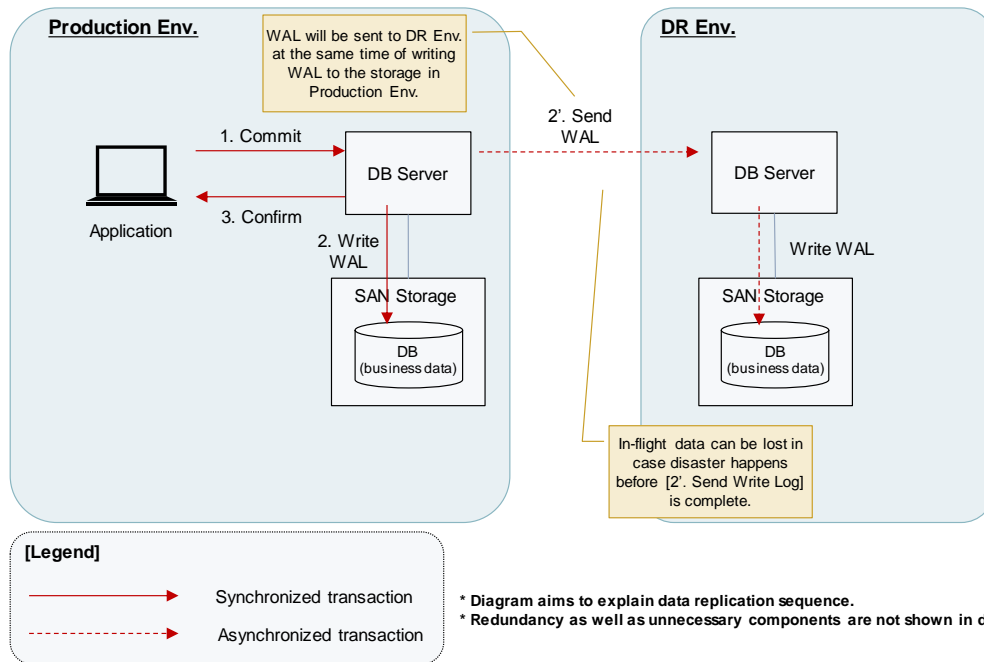 Production Env.
WAL will be sent to DR Env.
at the same time of writing
WAL to the storage in
Production Env.
DR Env.
1. Commit
2'. Send
WAL
DB Server
DB Server
3. Confirm
Application
2. Write
WAL
Write WAL
SAN Storage
DB
(business data)
SAN Storage
DB
(business data)
In-flight data can be lost in
case disaster happens
before [2'. Send Write Log]
is complete.
[Legend]
Synchronized transaction
Asynchronized transaction
* Diagram aims to explain data replication sequence.
* Redundancy as well as unnecessary components are not shown in d